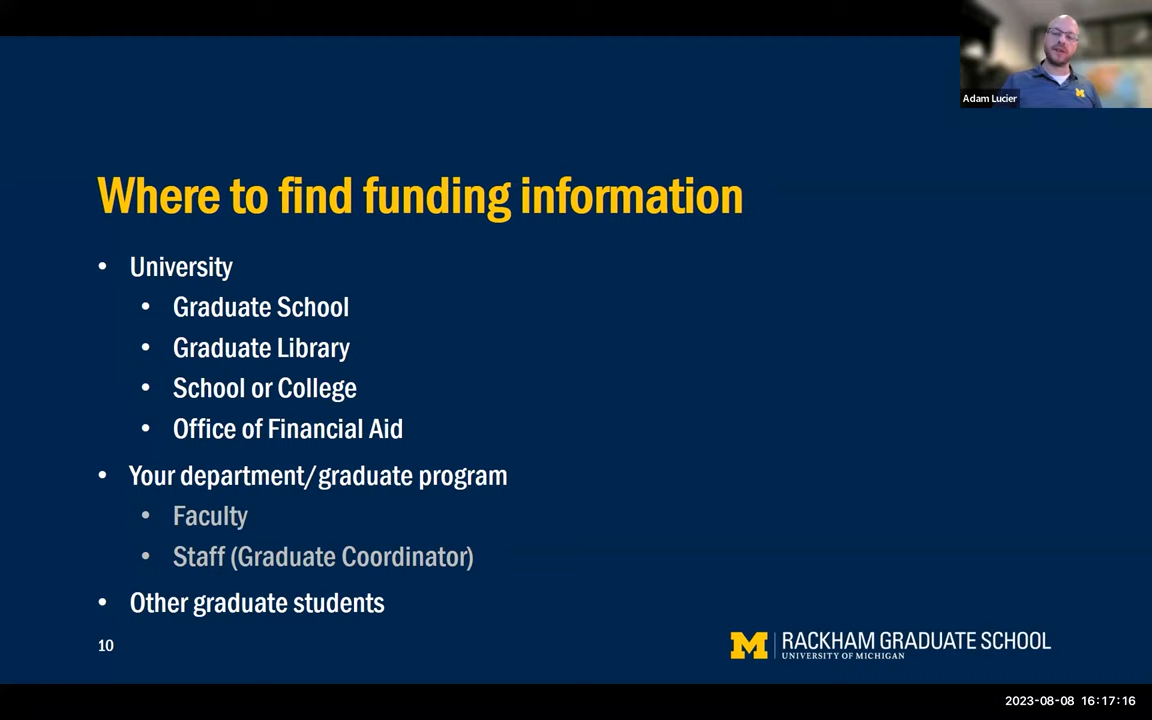 Adam Lucier
Where to find funding information
• University
• Graduate School
• Graduate Library
• School or College
• Office of Financial Aid
• Your department/graduate program
• Faculty
• Staff (Graduate Coordinator)
• Other graduate students
10
M RACKHAM GRADUATE SCHOOL
UNIVERSITY OF MICHIGAN
2023-08-08 16:17:16